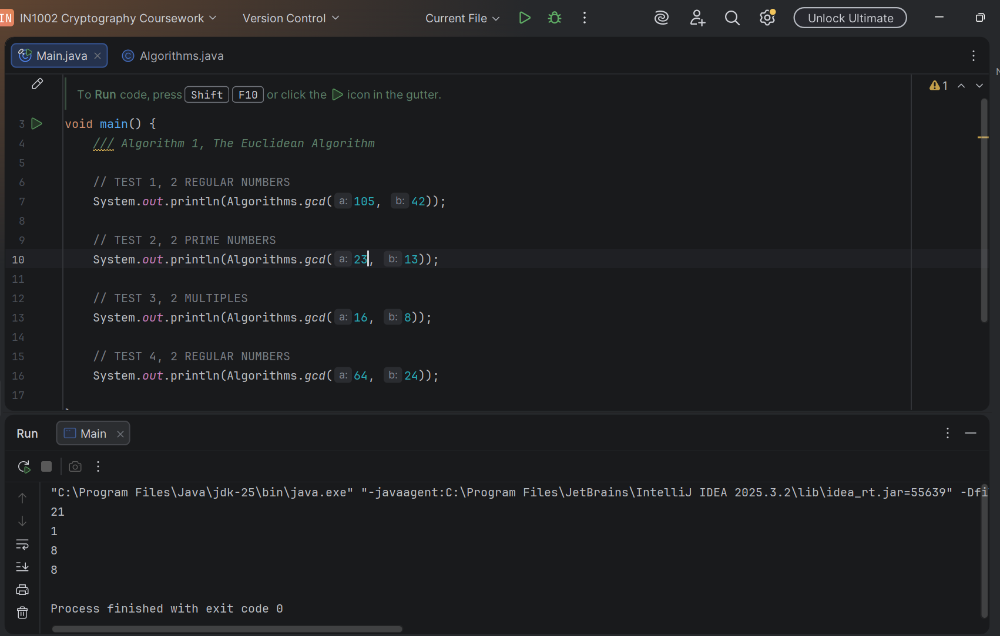 IN IN1002 Cryptography Coursework Version Control Current File Unlock Ultimate
Main.java Algorithms.java
To Run code, press Shift F10 or click the icon in the gutter.
1
3 void main() {
4 /// Algorithm 1, The Euclidean Algorithm
5
6 // TEST 1, 2 REGULAR NUMBERS
7 System.out.println(Algorithms.gcd( a: 105, b: 42));
8
9 // TEST 2, 2 PRIME NUMBERS
10 System.out.println(Algorithms.gcd( a: 23, b: 13));
11
12 // TEST 3, 2 MULTIPLES
13 System.out.println(Algorithms.gcd( a: 16, b: 8));
14
15 // TEST 4, 2 REGULAR NUMBERS
16 System.out.println(Algorithms.gcd( a: 64, b: 24));
17
Run Main
"C:\Program Files\Java\jdk-25\bin\java.exe" "-javaagent:C:\Program Files\JetBrains\IntelliJ IDEA 2025.3.2\lib\idea_rt.jar=55639" -Dfi
21
1
8
8
Process finished with exit code 0